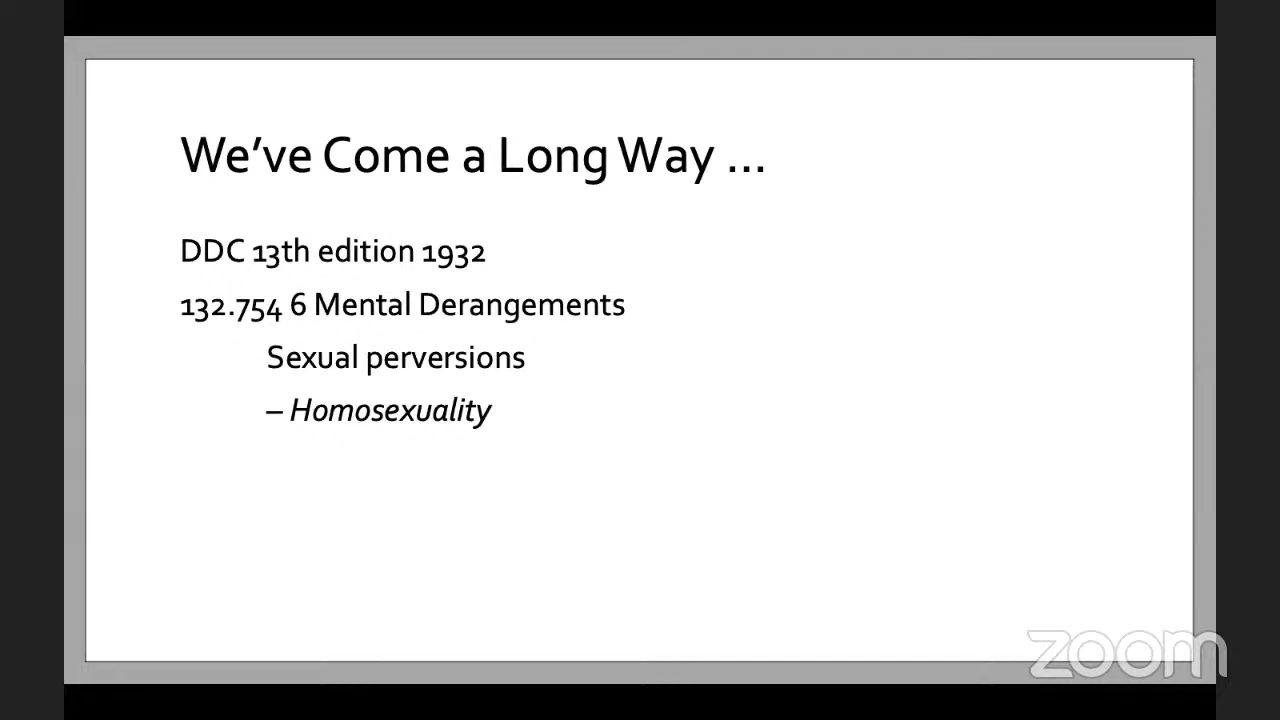 We've Come a Long Way ...
DDC 13th edition 1932
132.754 6 Mental Derangements
Sexual perversions
– Homosexuality
zoom